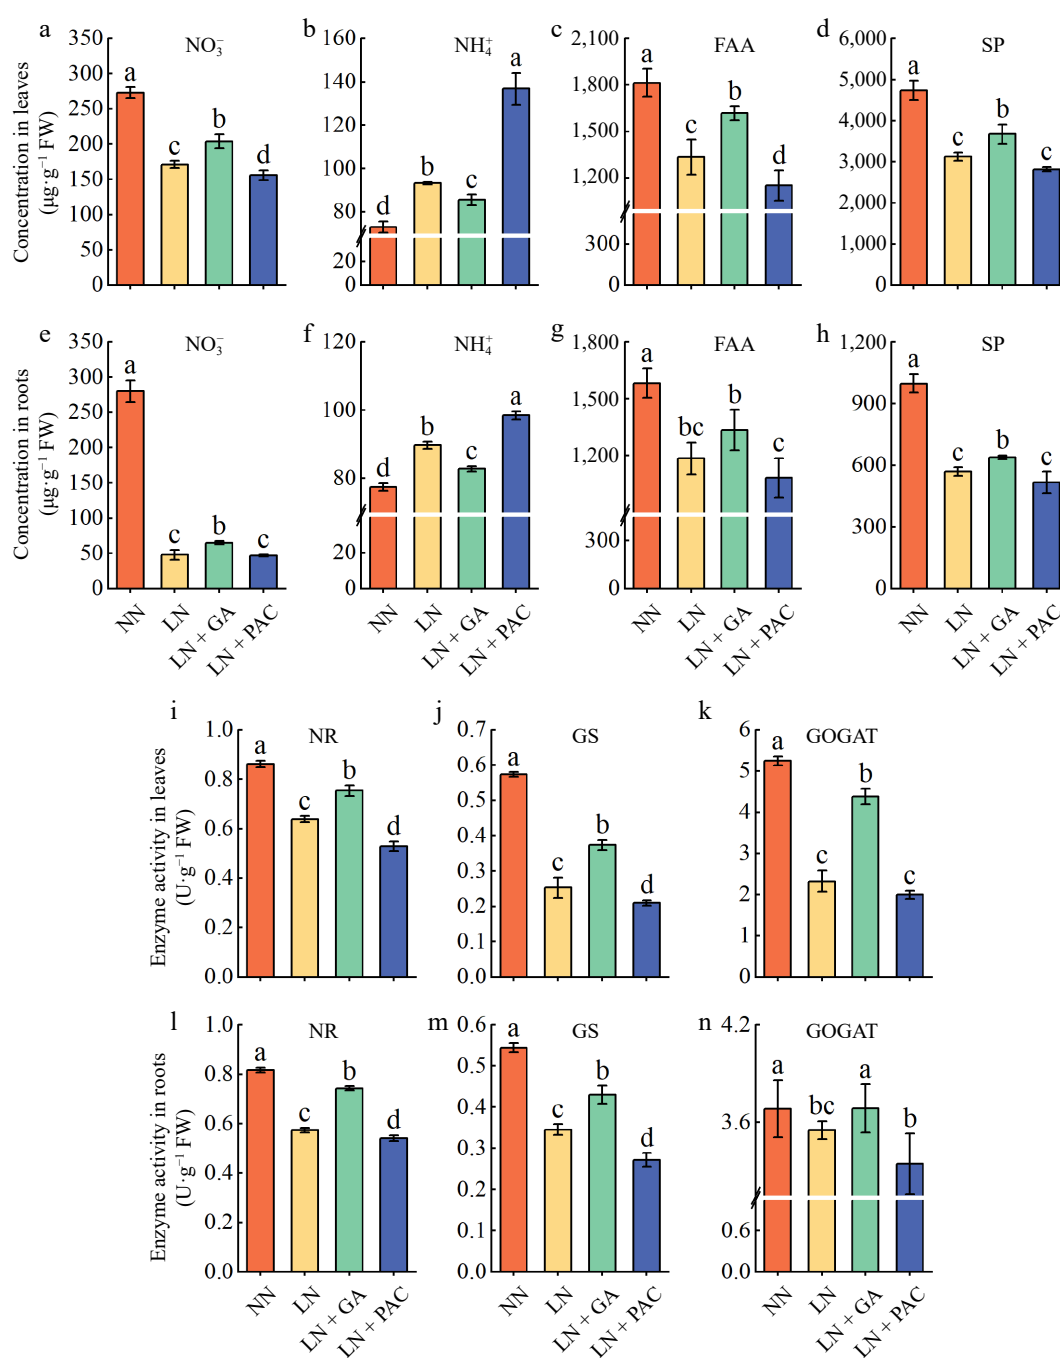 a
NO₃⁻
b
NH₄⁺
c
FAA
d
SP
Concentration in leaves
(μg·g⁻¹ FW)
350
300
250
200
150
100
50
0
a
c
b
d
160
140
120
100
80
20
0
d
b
c
a
2,100
1,800
1,500
1,200
300
0
a
c
b
d
6,000
5,000
4,000
3,000
2,000
1,000
0
a
c
b
c
e
NO₃⁻
f
NH₄⁺
g
FAA
h
SP
Concentration in roots
(μg·g⁻¹ FW)
350
300
250
200
150
100
50
0
a
c
b
c
120
100
80
20
0
d
b
c
a
1,800
1,500
1,200
300
0
a
bc
b
c
1,200
900
600
300
0
a
c
b
c
NN
LN
LN + GA
LN + PAC
NN
LN
LN + GA
LN + PAC
NN
LN
LN + GA
LN + PAC
NN
LN
LN + GA
LN + PAC
i
NR
j
GS
k
GOGAT
Enzyme activity in leaves
(U·g⁻¹ FW)
1.0
0.8
0.6
0.4
0.2
0.0
a
c
b
d
0.7
0.6
0.5
0.4
0.3
0.2
0.1
0.0
a
c
b
d
6
5
4
3
2
1
0
a
c
b
c
l
NR
m
GS
n
GOGAT
Enzyme activity in roots
(U·g⁻¹ FW)
1.0
0.8
0.6
0.4
0.2
0.0
a
c
b
d
0.6
0.5
0.4
0.3
0.2
0.1
0.0
a
c
b
d
4.2
3.6
0.6
0.0
a
bc
a
b
NN
LN
LN + GA
LN + PAC
NN
LN
LN + GA
LN + PAC
NN
LN
LN + GA
LN + PAC